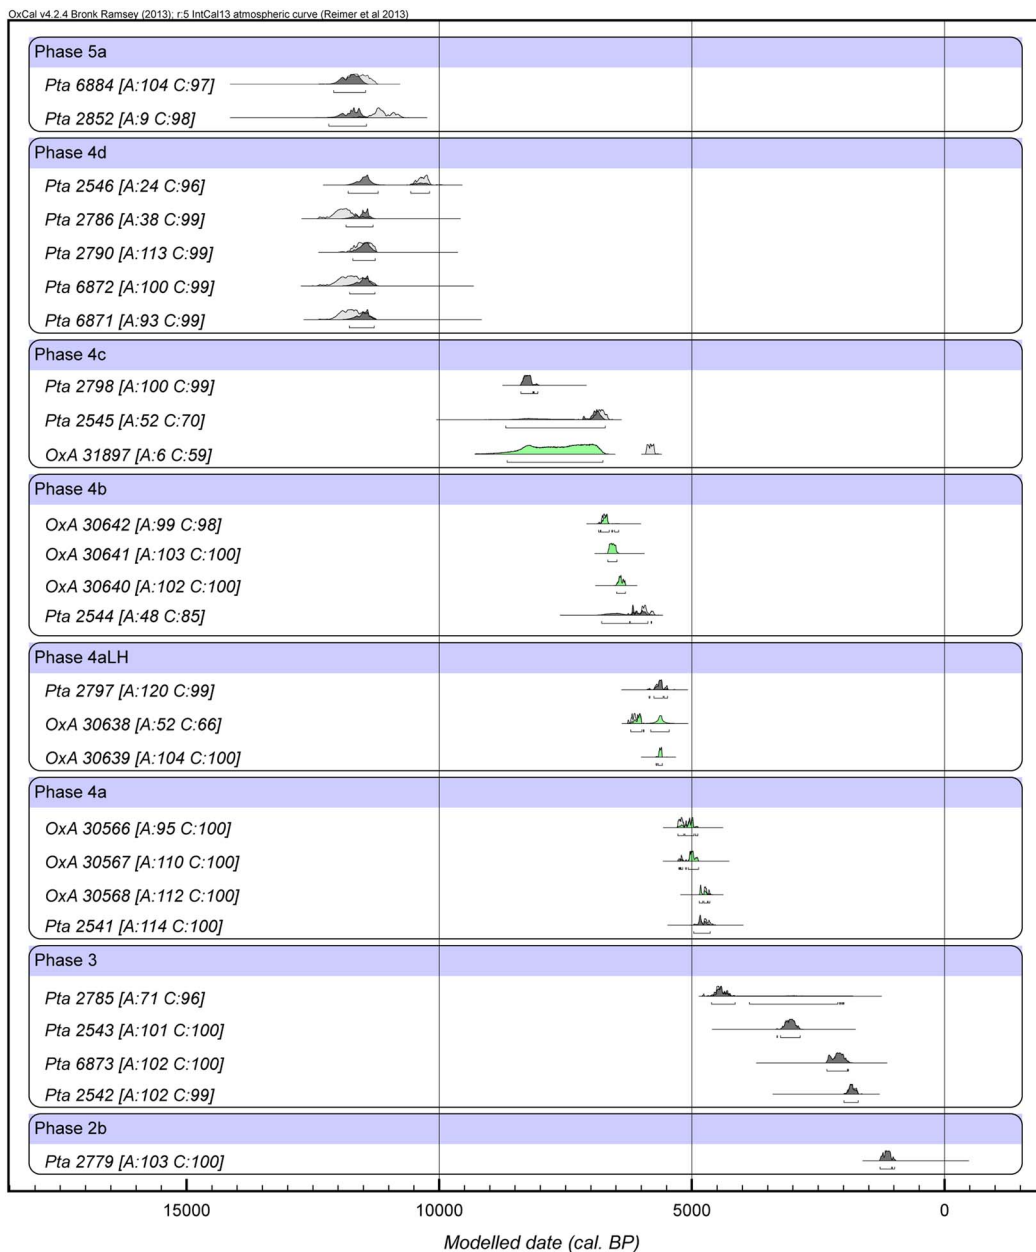 OxCal v4.2.4 Bronk Ramsey (2013); r:5 IntCal13 atmospheric curve (Reimer et al 2013)
Phase 5a
Pta 6884 [A:104 C:97]
Pta 2852 [A:9 C:98]
Phase 4d
Pta 2546 [A:24 C:96]
Pta 2786 [A:38 C:99]
Pta 2790 [A:113 C:99]
Pta 6872 [A:100 C:99]
Pta 6871 [A:93 C:99]
Phase 4c
Pta 2798 [A:100 C:99]
Pta 2545 [A:52 C:70]
OxA 31897 [A:6 C:59]
Phase 4b
OxA 30642 [A:99 C:98]
OxA 30641 [A:103 C:100]
OxA 30640 [A:102 C:100]
Pta 2544 [A:48 C:85]
Phase 4aLH
Pta 2797 [A:120 C:99]
OxA 30638 [A:52 C:66]
OxA 30639 [A:104 C:100]
Phase 4a
OxA 30566 [A:95 C:100]
OxA 30567 [A:110 C:100]
OxA 30568 [A:112 C:100]
Pta 2541 [A:114 C:100]
Phase 3
Pta 2785 [A:71 C:96]
Pta 2543 [A:101 C:100]
Pta 6873 [A:102 C:100]
Pta 2542 [A:102 C:99]
Phase 2b
Pta 2779 [A:103 C:100]
15000 10000 5000 0
Modelled date (cal. BP)